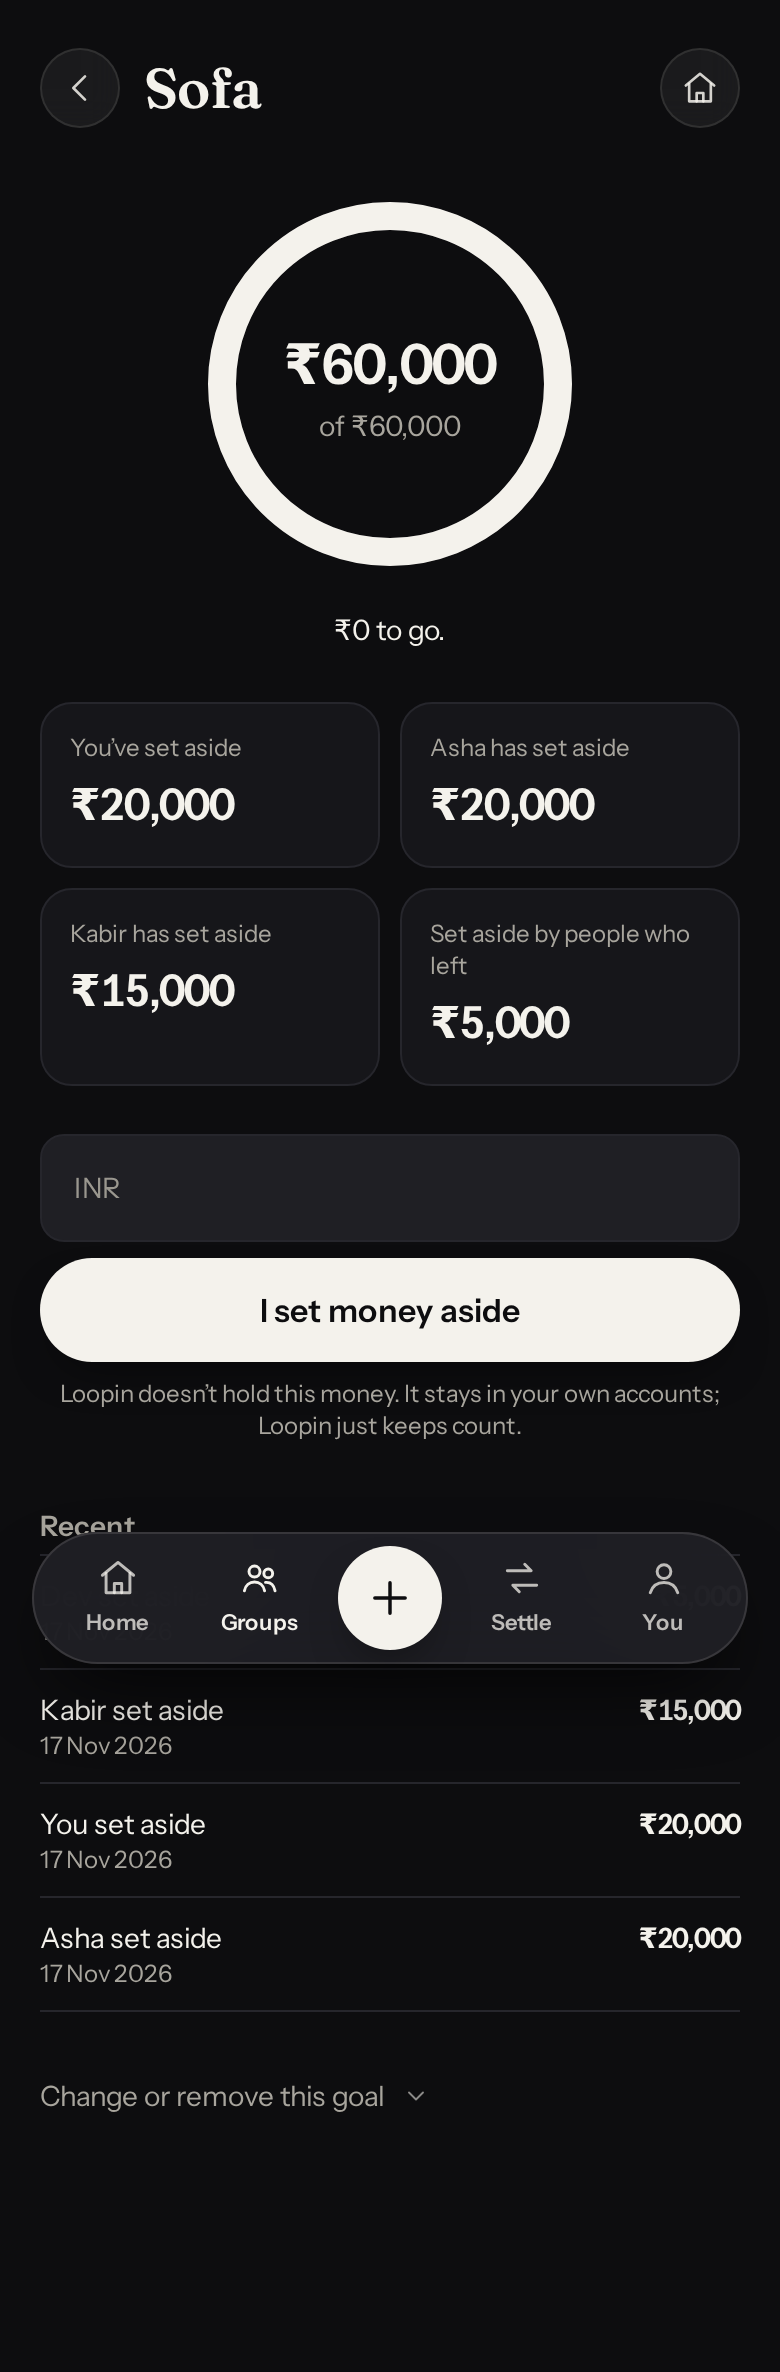 Sofa
₹60,000
of ₹60,000
₹0 to go.
You’ve set aside
₹20,000
Asha has set aside
₹20,000
Kabir has set aside
₹15,000
Set aside by people who
left
₹5,000
INR
I set money aside
Loopin doesn’t hold this money. It stays in your own accounts;
Loopin just keeps count.
Recent
Home
Groups
Settle
You
Kabir set aside
₹15,000
17 Nov 2026
You set aside
₹20,000
17 Nov 2026
Asha set aside
₹20,000
17 Nov 2026
Change or remove this goal